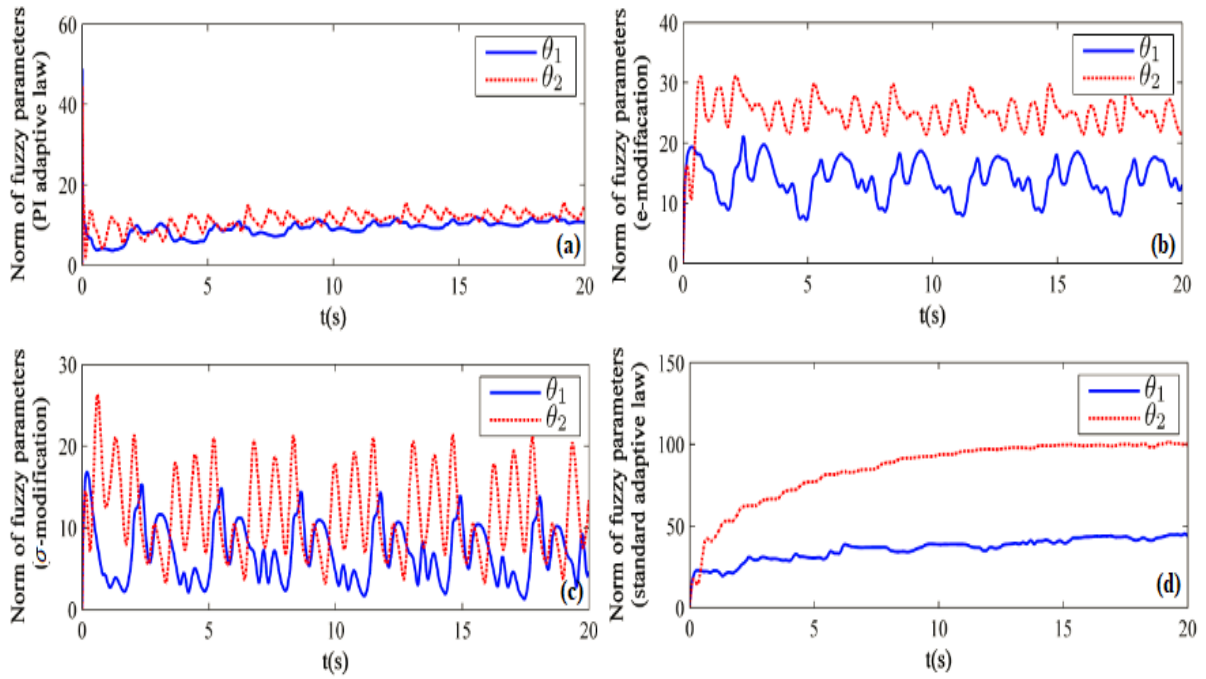 Norm of fuzzy parameters
(PI adaptive law)
60
40
20
0
0
5
10
15
20
t(s)
θ1
θ2
(a)
Norm of fuzzy parameters
(e-modifacation)
40
30
20
10
0
0
5
10
15
20
t(s)
θ1
θ2
(b)
Norm of fuzzy parameters
(σ-modification)
30
20
10
0
0
5
10
15
20
t(s)
θ1
θ2
(c)
Norm of fuzzy parameters
(standard adaptive law)
150
100
50
0
0
5
10
15
20
t(s)
θ1
θ2
(d)